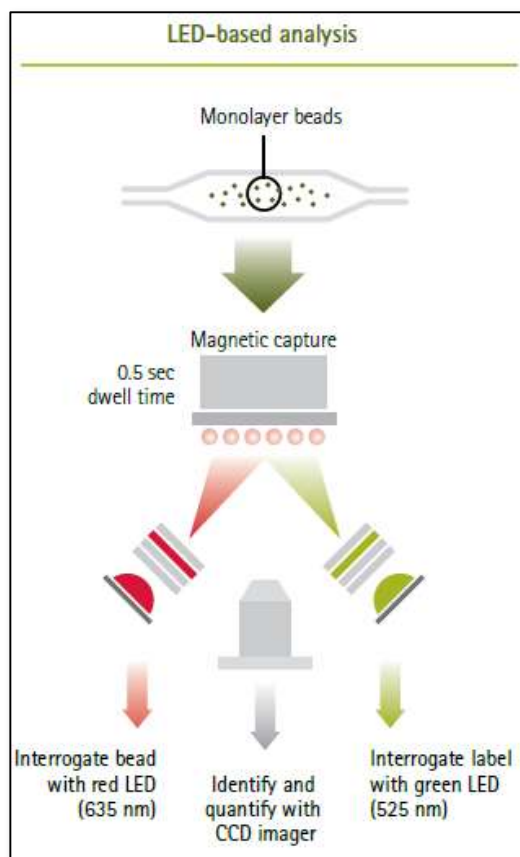 LED-based analysis
Monolayer beads
Magnetic capture
0.5 sec
dwell time
Interrogate bead
with red LED
(635 nm)
Identify and
quantify with
CCD imager
Interrogate label
with green LED
(525 nm)